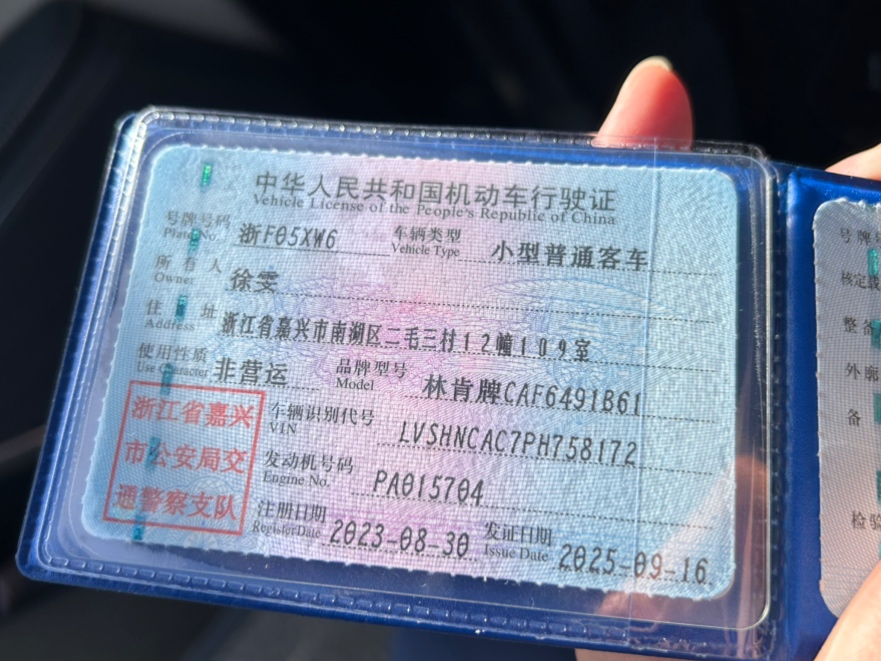 中华人民共和国机动车行驶证
Vehicle License of the People's Republic of China
号牌号码 浙F05XW6 车辆类型 小型普通客车
Plate No. Vehicle Type
所有人 徐雯
Owner
住址 浙江省嘉兴市南湖区二毛三村12幢109室
Address
使用性质 非营运 品牌型号 林肯牌CAF6491B61
Use Character Model
浙江省嘉兴
市公安局交
通警察支队
车辆识别代号 LVSHNCAC7PH758172
VIN
发动机号码 PA015704
Engine No.
注册日期 2023-08-30 发证日期 2025-09-16
Register Date Issue Date
号牌号
核定载
整备
外廓
备
检验